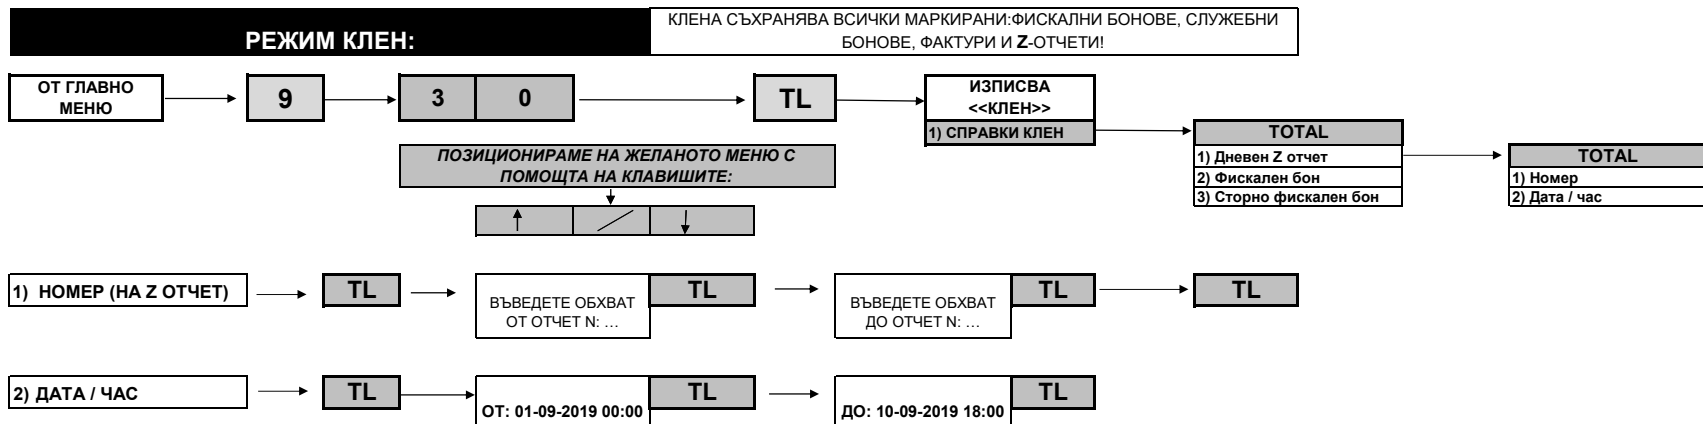 РЕЖИМ КЛЕН:
КЛЕНА СЪХРАНЯВА ВСИЧКИ МАРКИРАНИ:ФИСКАЛНИ БОНОВЕ, СЛУЖЕБНИ
БОНОВЕ, ФАКТУРИ И Z-ОТЧЕТИ!
ОТ ГЛАВНО
МЕНЮ
9
3
0
TL
ИЗПИСВА
<<КЛЕН>>
1) СПРАВКИ КЛЕН
TOTAL
1) Дневен Z отчет
2) Фискален бон
3) Сторно фискален бон
TOTAL
1) Номер
2) Дата / час
ПОЗИЦИОНИРАМЕ НА ЖЕЛАНОТО МЕНЮ С
ПОМОЩТА НА КЛАВИШИТЕ:
1) НОМЕР (НА Z ОТЧЕТ)
TL
ВЪВЕДЕТЕ ОБХВАТ
ОТ ОТЧЕТ N: …
TL
ВЪВЕДЕТЕ ОБХВАТ
ДО ОТЧЕТ N: …
TL
TL
2) ДАТА / ЧАС
TL
ОТ: 01-09-2019 00:00
TL
ДО: 10-09-2019 18:00
TL